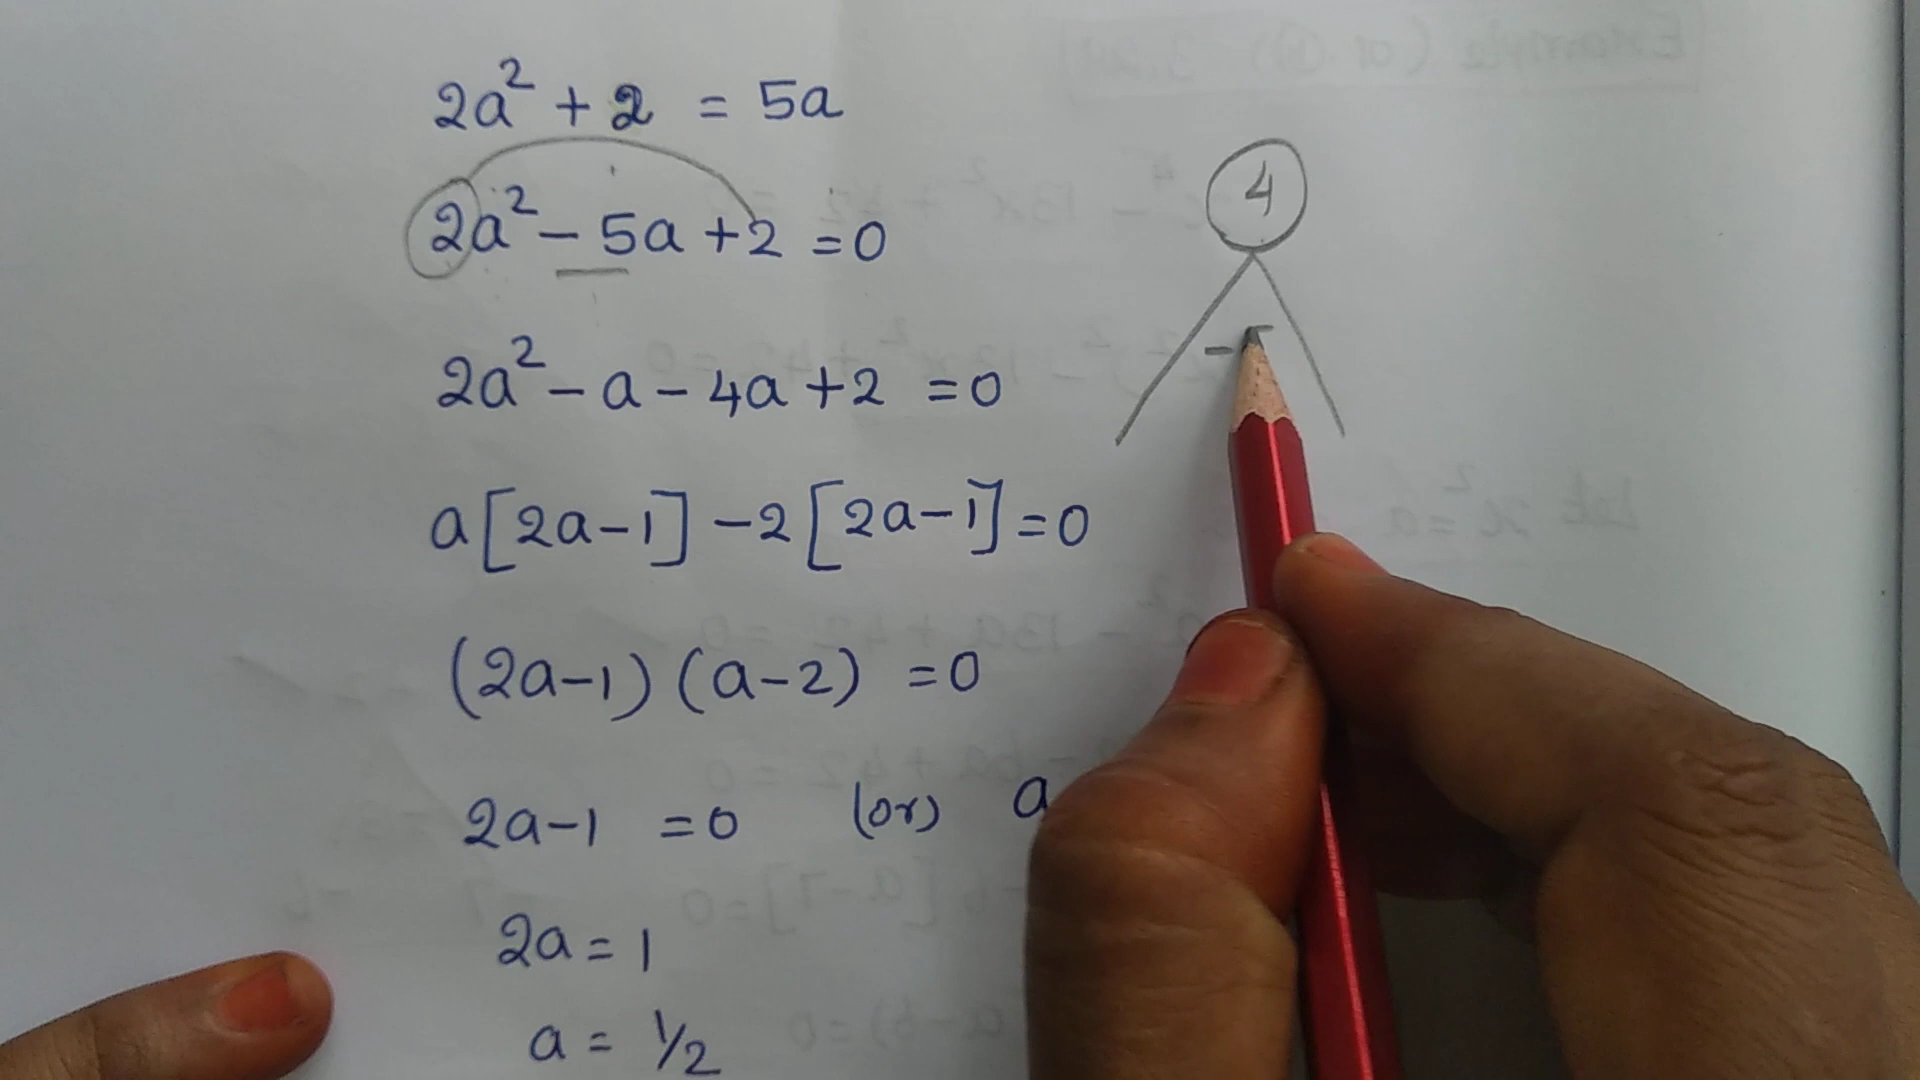 2a² + 2 = 5a
2a² - 5a + 2 = 0
2a² - a - 4a + 2 = 0
a[2a-1] -2[2a-1] = 0
(2a-1) (a-2) = 0
2a-1 = 0 (or) a
2a = 1
a = 1/2
4
-5